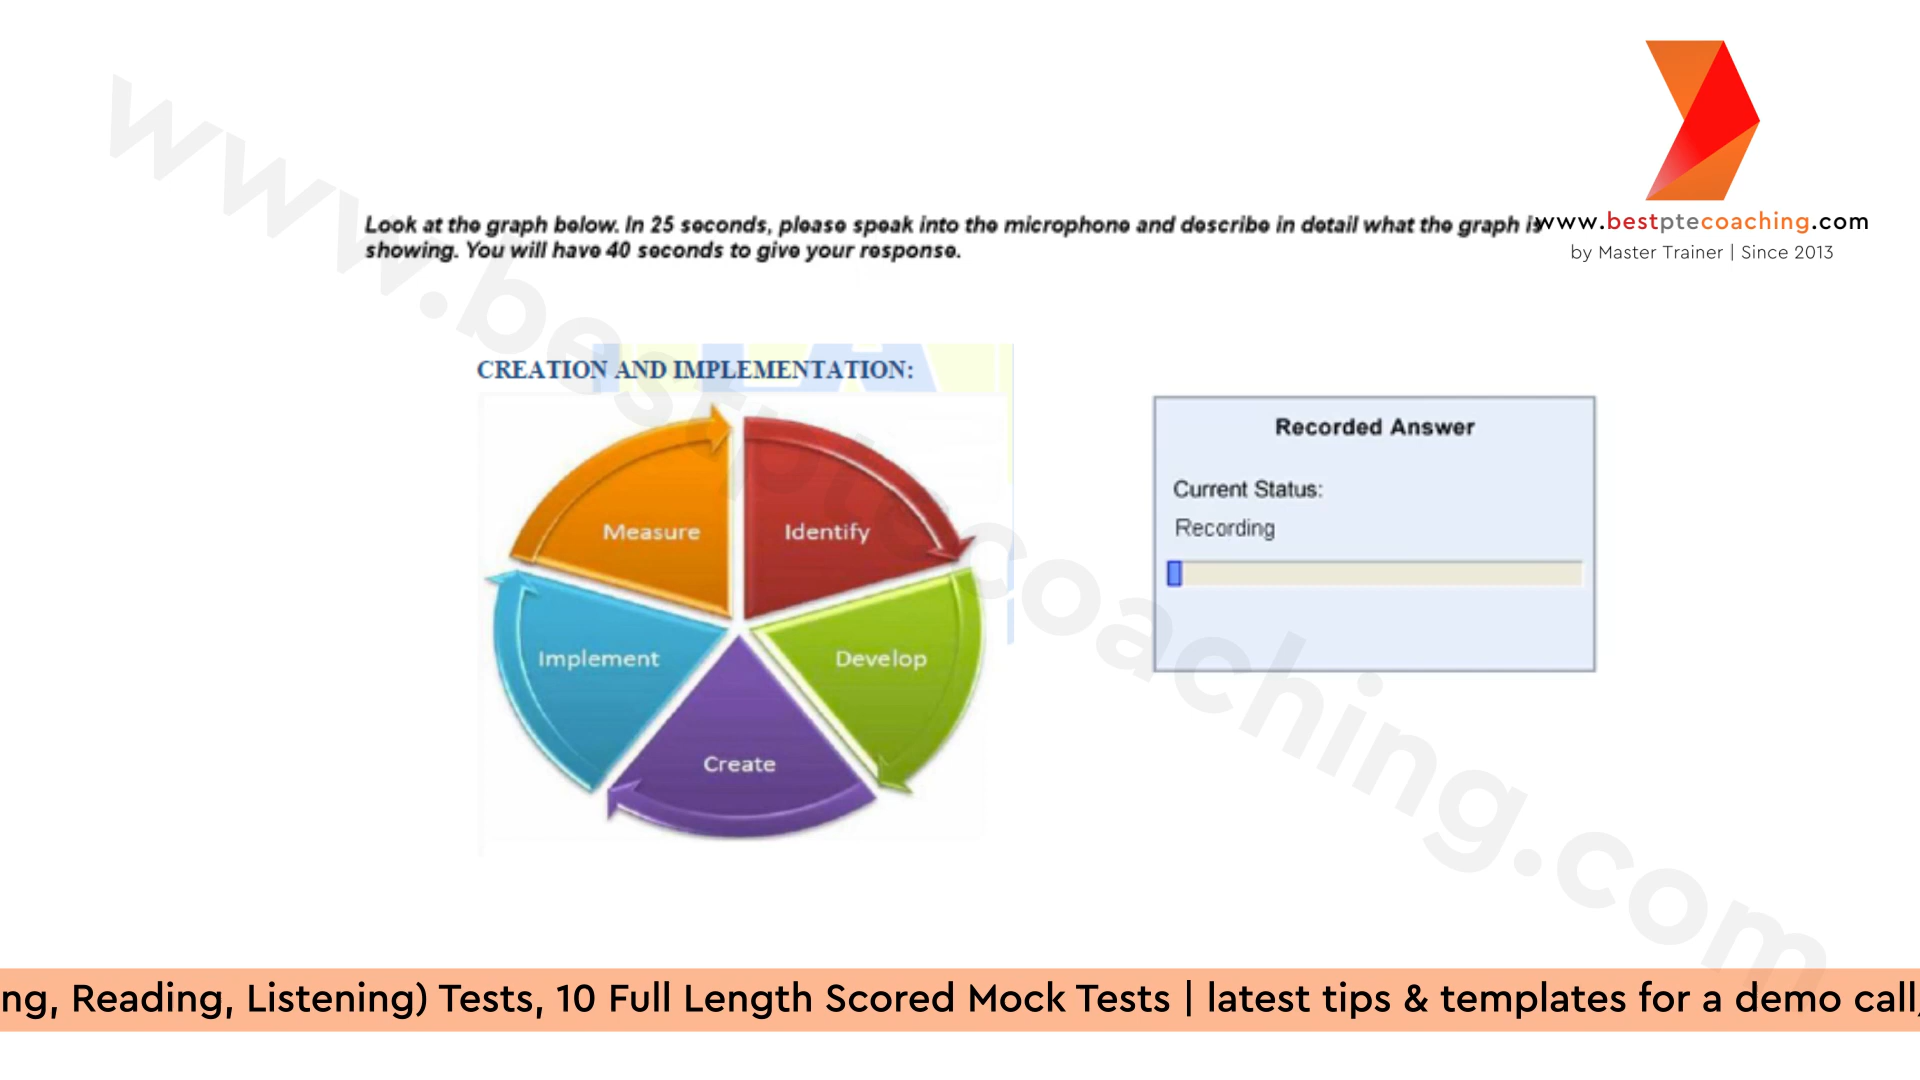 www.bestptecoaching.com
by Master Trainer | Since 2013
Look at the graph below. In 25 seconds, please speak into the microphone and describe in detail what the graph is
showing. You will have 40 seconds to give your response.
CREATION AND IMPLEMENTATION:
Measure
Identify
Implement
Develop
Create
Recorded Answer
Current Status:
Recording
www.bestptecoaching.com
ng, Reading, Listening) Tests, 10 Full Length Scored Mock Tests | latest tips & templates for a demo call,